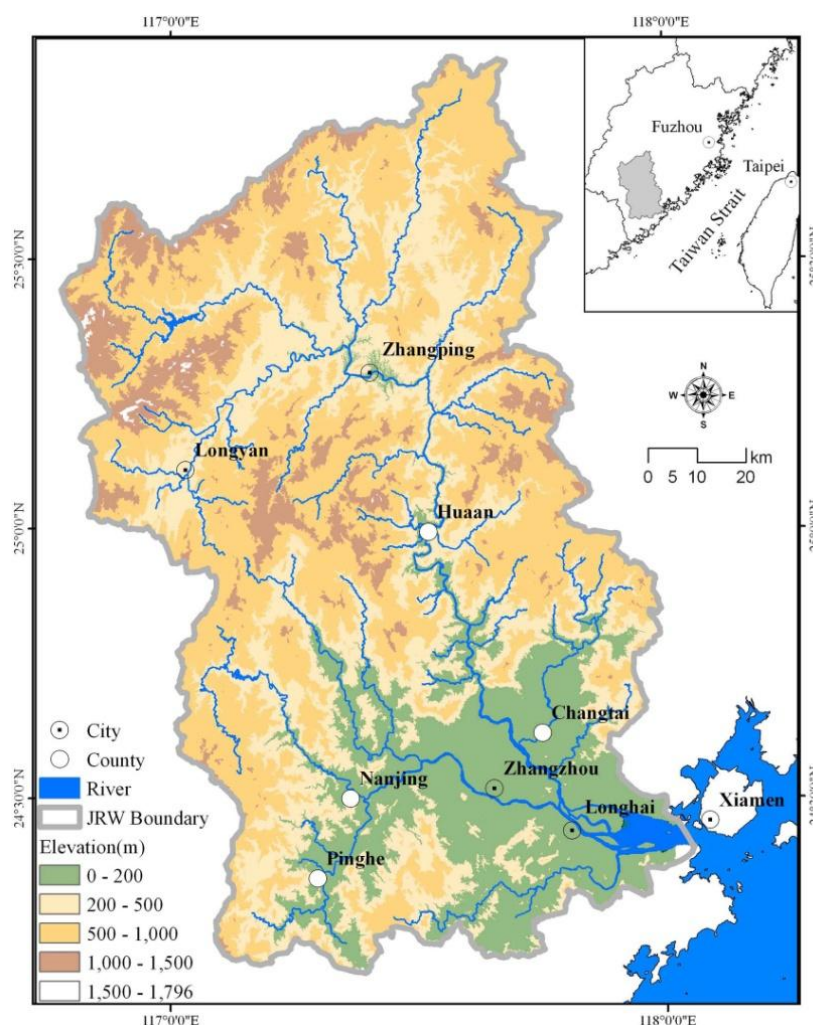 117°0'0"E
118°0'0"E
Fuzhou
Taipei
Taiwan Strait
25°30'0"N
Zhangping
N
W
E
S
Longyan
0
10
20
km
Huaan
25°0'0"N
City
County
River
JRW Boundary
Elevation(m)
0 - 200
200 - 500
500 - 1,000
1,000 - 1,500
1,500 - 1,796
Changtai
Nanjing
Zhangzhou
Xiamen
24°30'0"N
Longhai
Pinghe
117°0'0"E
118°0'0"E